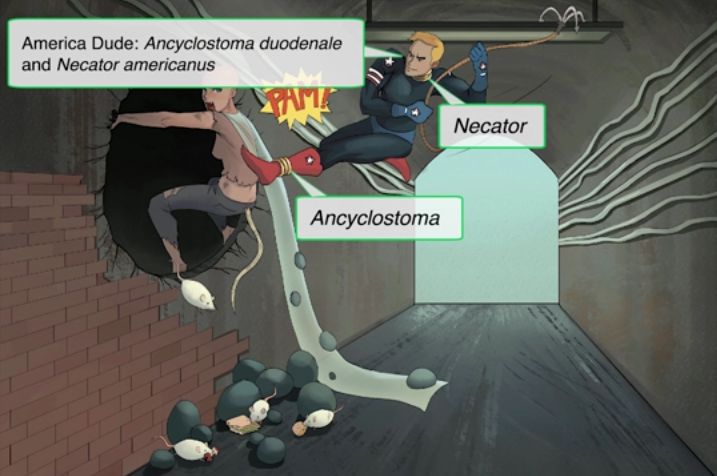 America Dude: Ancyclostoma duodenale
and Necator americanus
PAM!
Necator
Ancyclostoma